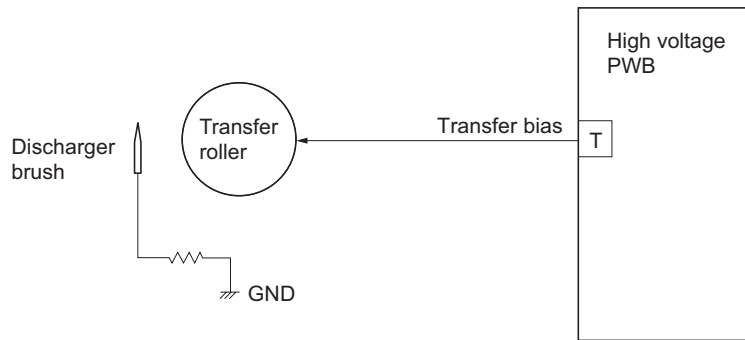 High voltage
PWB
Transfer bias
T
Transfer
roller
Discharger
brush
GND